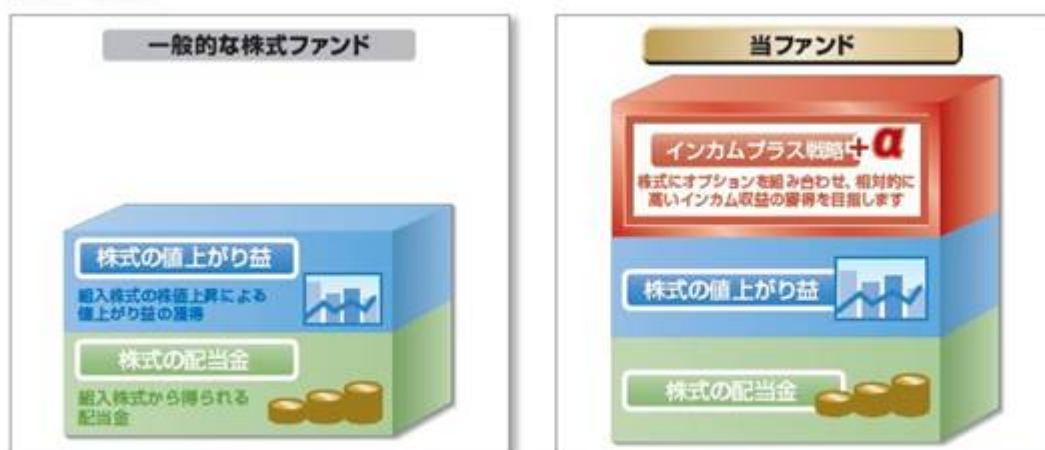 一般的な株式ファンド
株式の値上がり益
組入株式の株価上昇による
値上がり益の獲得
株式の配当金
組入株式から得られる
配当金
当ファンド
インカムプラス戦略+α
株式にオプションを組み合わせ、相対的に
高いインカム収益の獲得を目指します
株式の値上がり益
株式の配当金